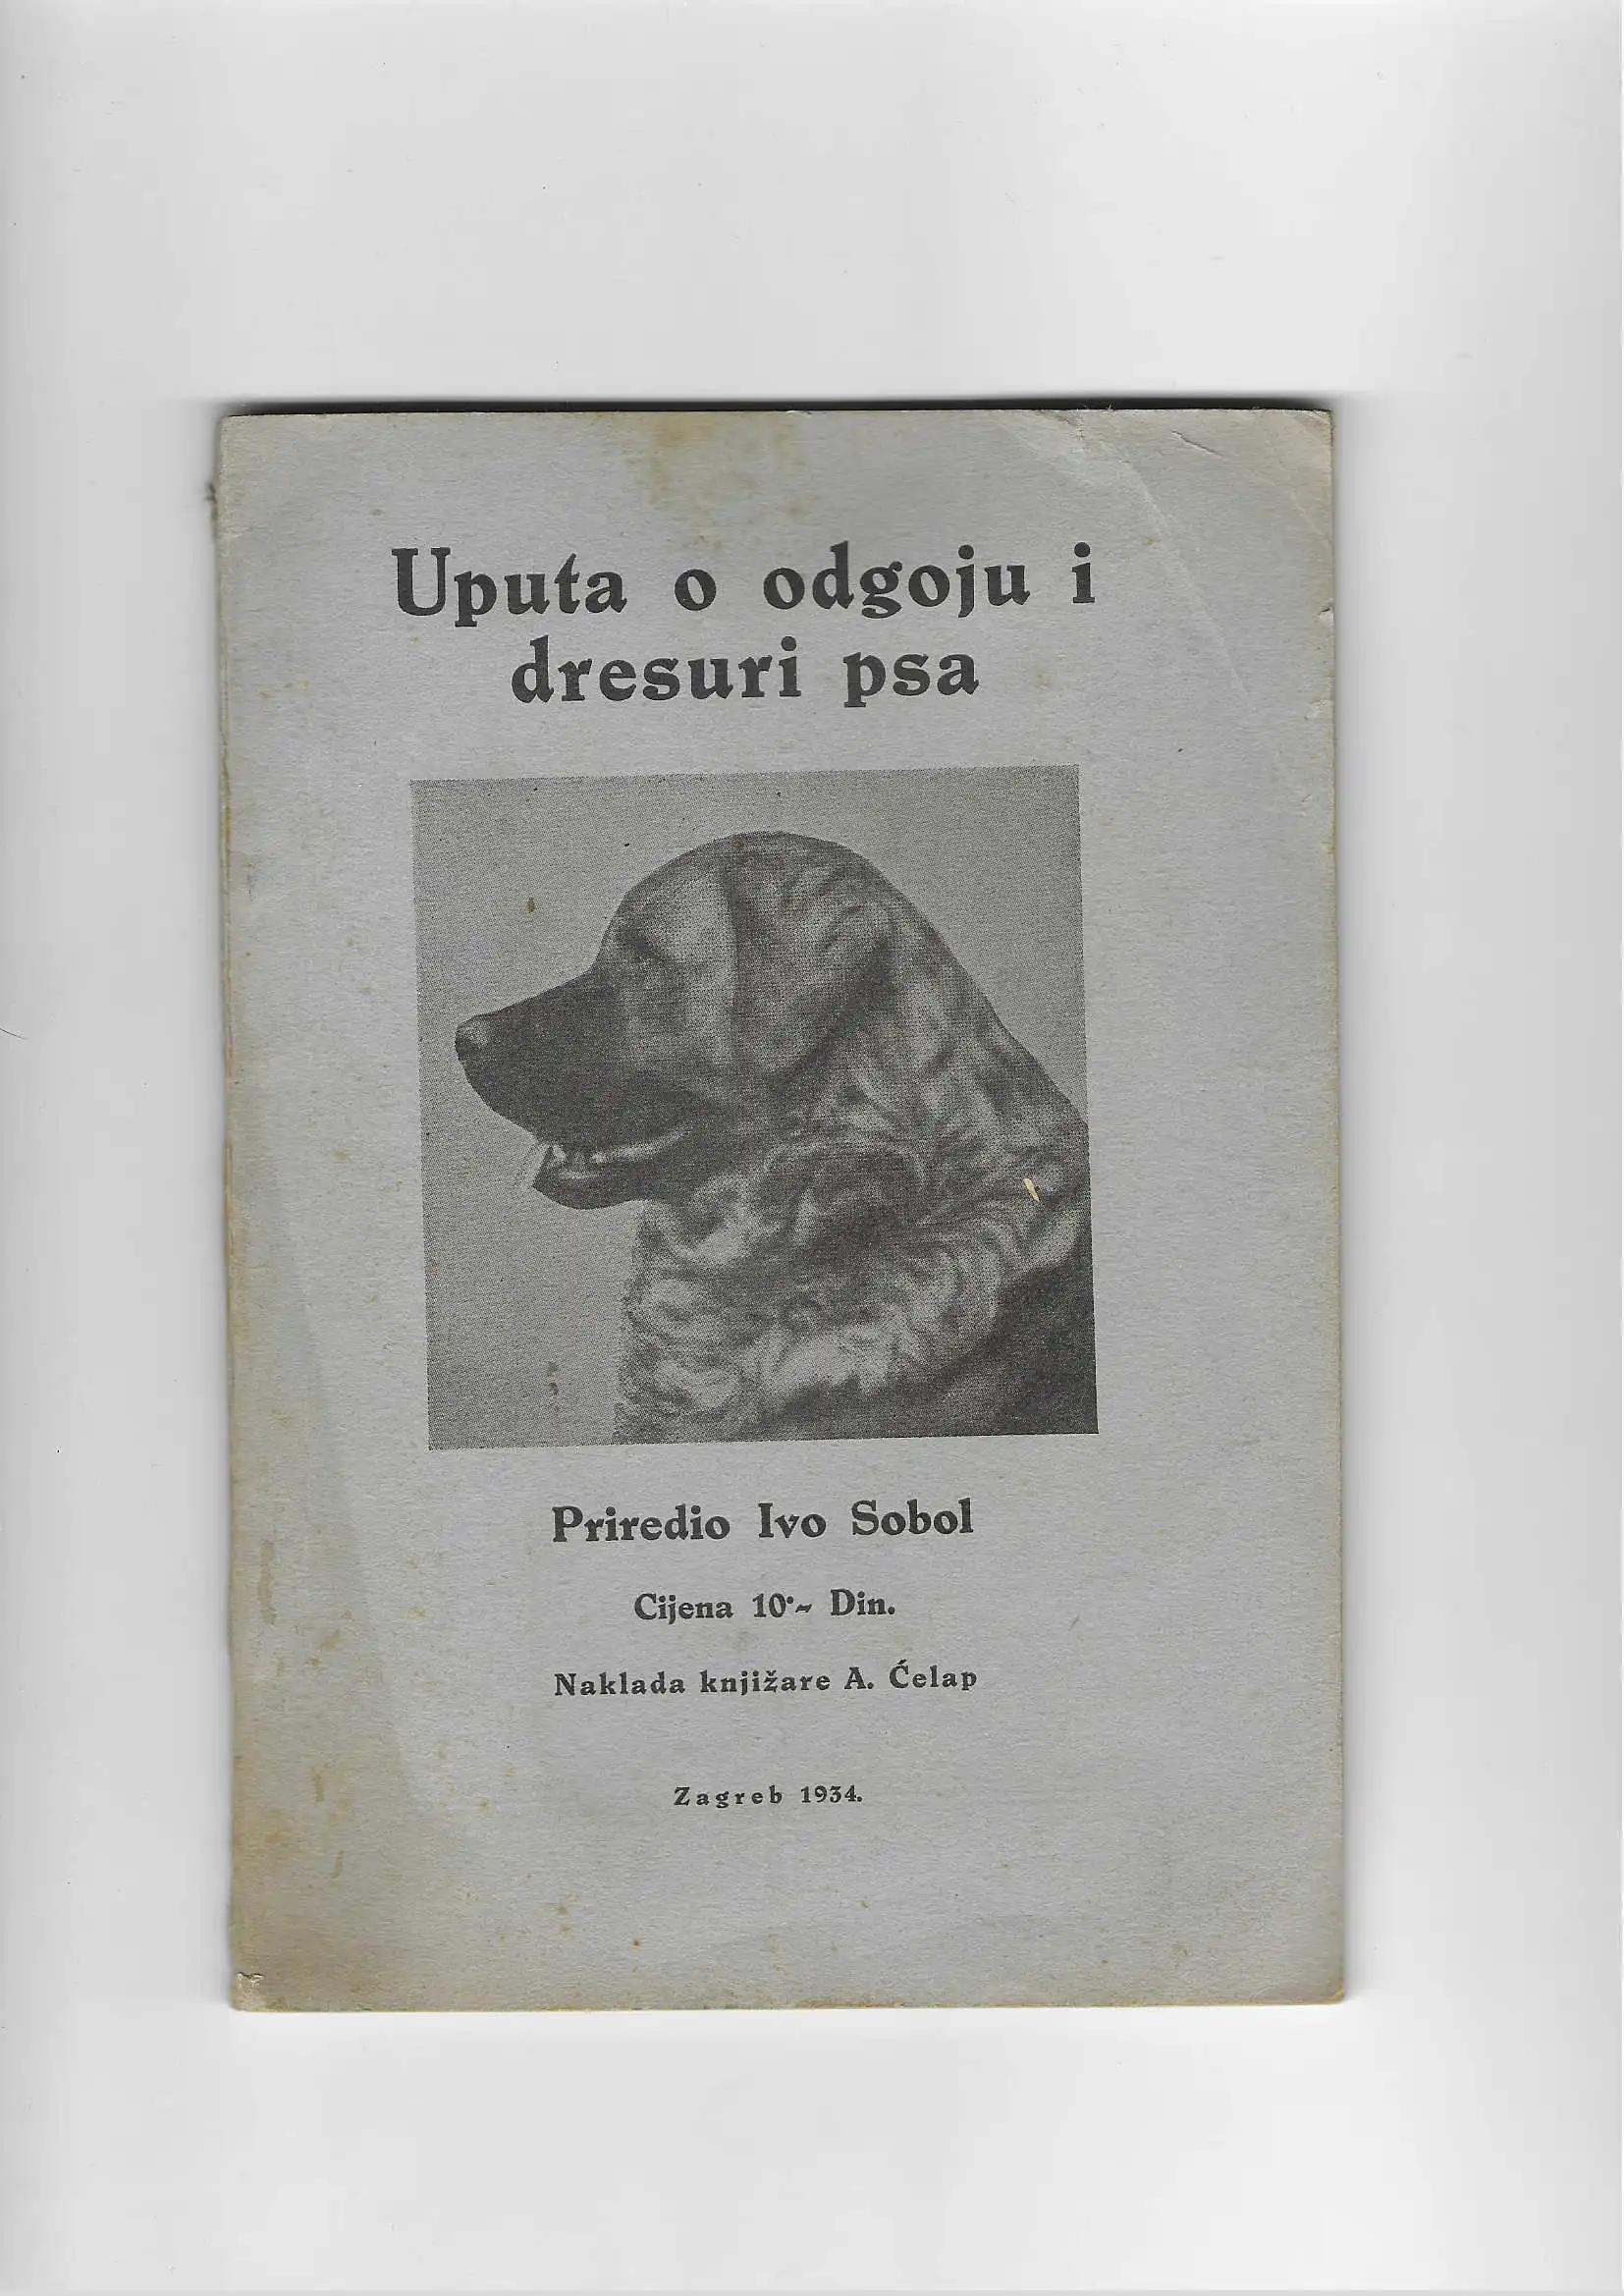 Uputa o odgoju i
dresuri psa
Priredio Ivo Sobol
Cijena 10·- Din.
Naklada knjižare A. Ćelap
Zagreb 1934.